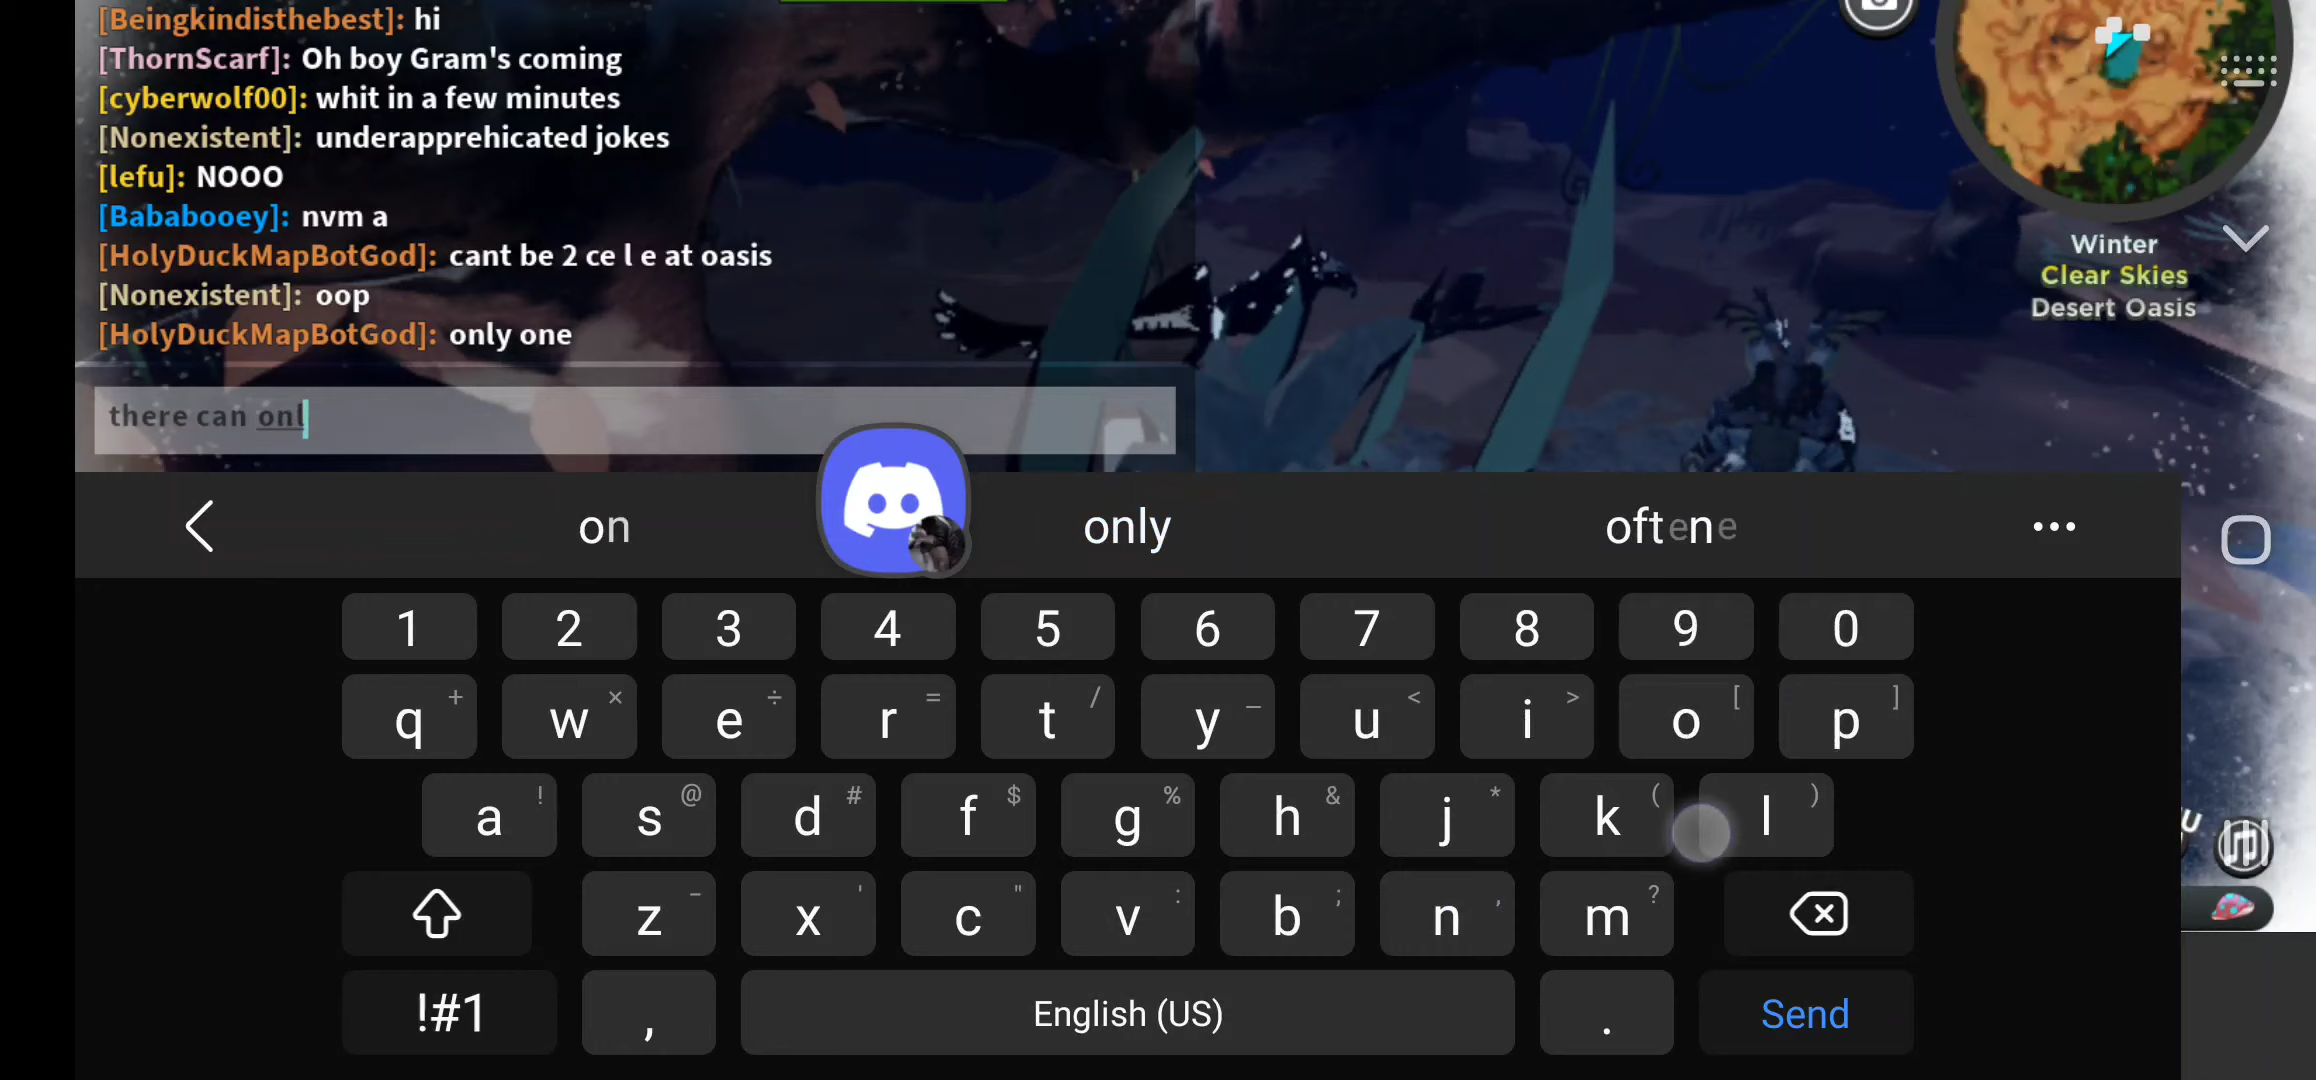 [Beingkindisthebest]: hi
[ThornScarf]: Oh boy Gram's coming
[cyberwolf00]: whit in a few minutes
[Nonexistent]: underapprehicated jokes
[lefu]: NOOO
[Bababooey]: nvm a
[HolyDuckMapBotGod]: cant be 2 ce l e at oasis
[Nonexistent]: oop
[HolyDuckMapBotGod]: only one
there can onl
Winter
Clear Skies
Desert Oasis
on only
1 2 3 4 5 6 7 8 9 0
q + w × e ÷ r = t / y _ u < i > o [ p ]
a ! s @ d # f $ g % h & j * k ( l )
z - x ' c " v : b ; n , m ?
!#1 , English (US) . Send